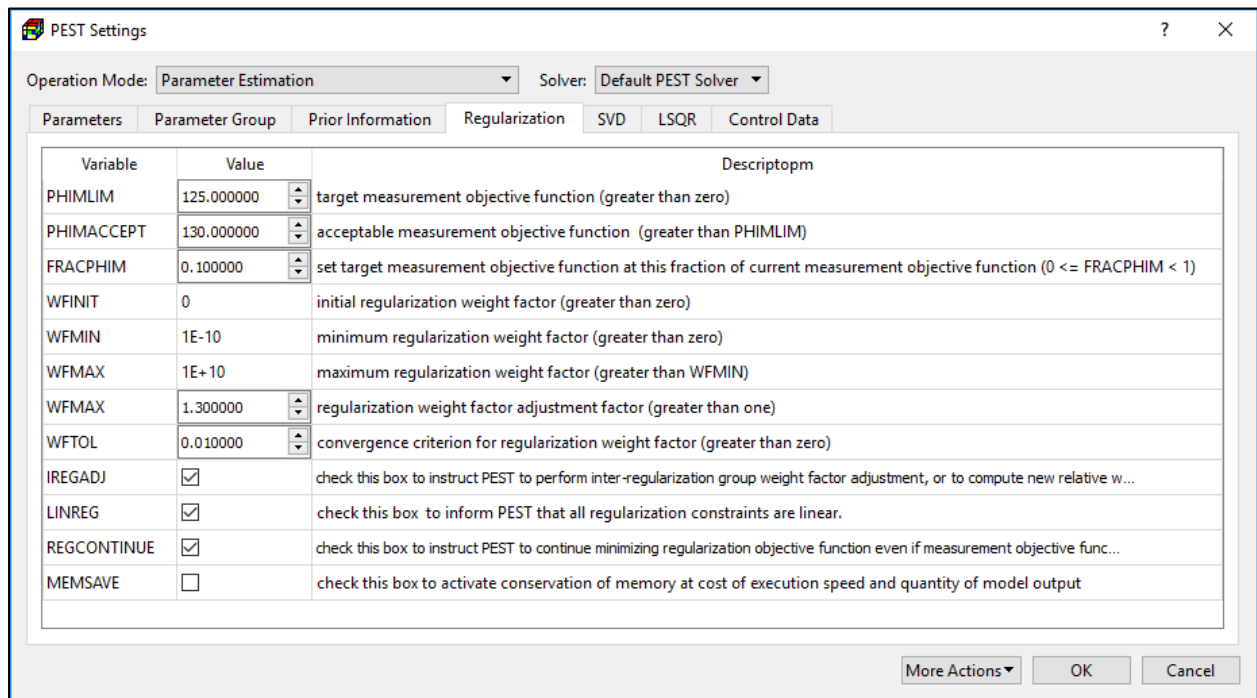 PEST Settings ?
Operation Mode: Parameter Estimation Solver: Default PEST Solver
Parameters Parameter Group Prior Information Regularization SVD LSQR Control Data
Variable Value Descriptopm
PHIMLIM 125.000000 target measurement objective function (greater than zero)
PHIMACCEPT 130.000000 acceptable measurement objective function (greater than PHIMLIM)
FRACPHIM 0.100000 set target measurement objective function at this fraction of current measurement objective function (0 <= FRACPHIM < 1)
WFINIT 0 initial regularization weight factor (greater than zero)
WFMIN 1E-10 minimum regularization weight factor (greater than zero)
WFMAX 1E+10 maximum regularization weight factor (greater than WFMIN)
WFMAX 1.300000 regularization weight factor adjustment factor (greater than one)
WFTOL 0.010000 convergence criterion for regularization weight factor (greater than zero)
IREGADJ check this box to instruct PEST to perform inter-regularization group weight factor adjustment, or to compute new relative w...
LINREG check this box to inform PEST that all regularization constraints are linear.
REGCONTINUE check this box to instruct PEST to continue minimizing regularization objective function even if measurement objective func...
MEMSAVE check this box to activate conservation of memory at cost of execution speed and quantity of model output
More Actions OK Cancel